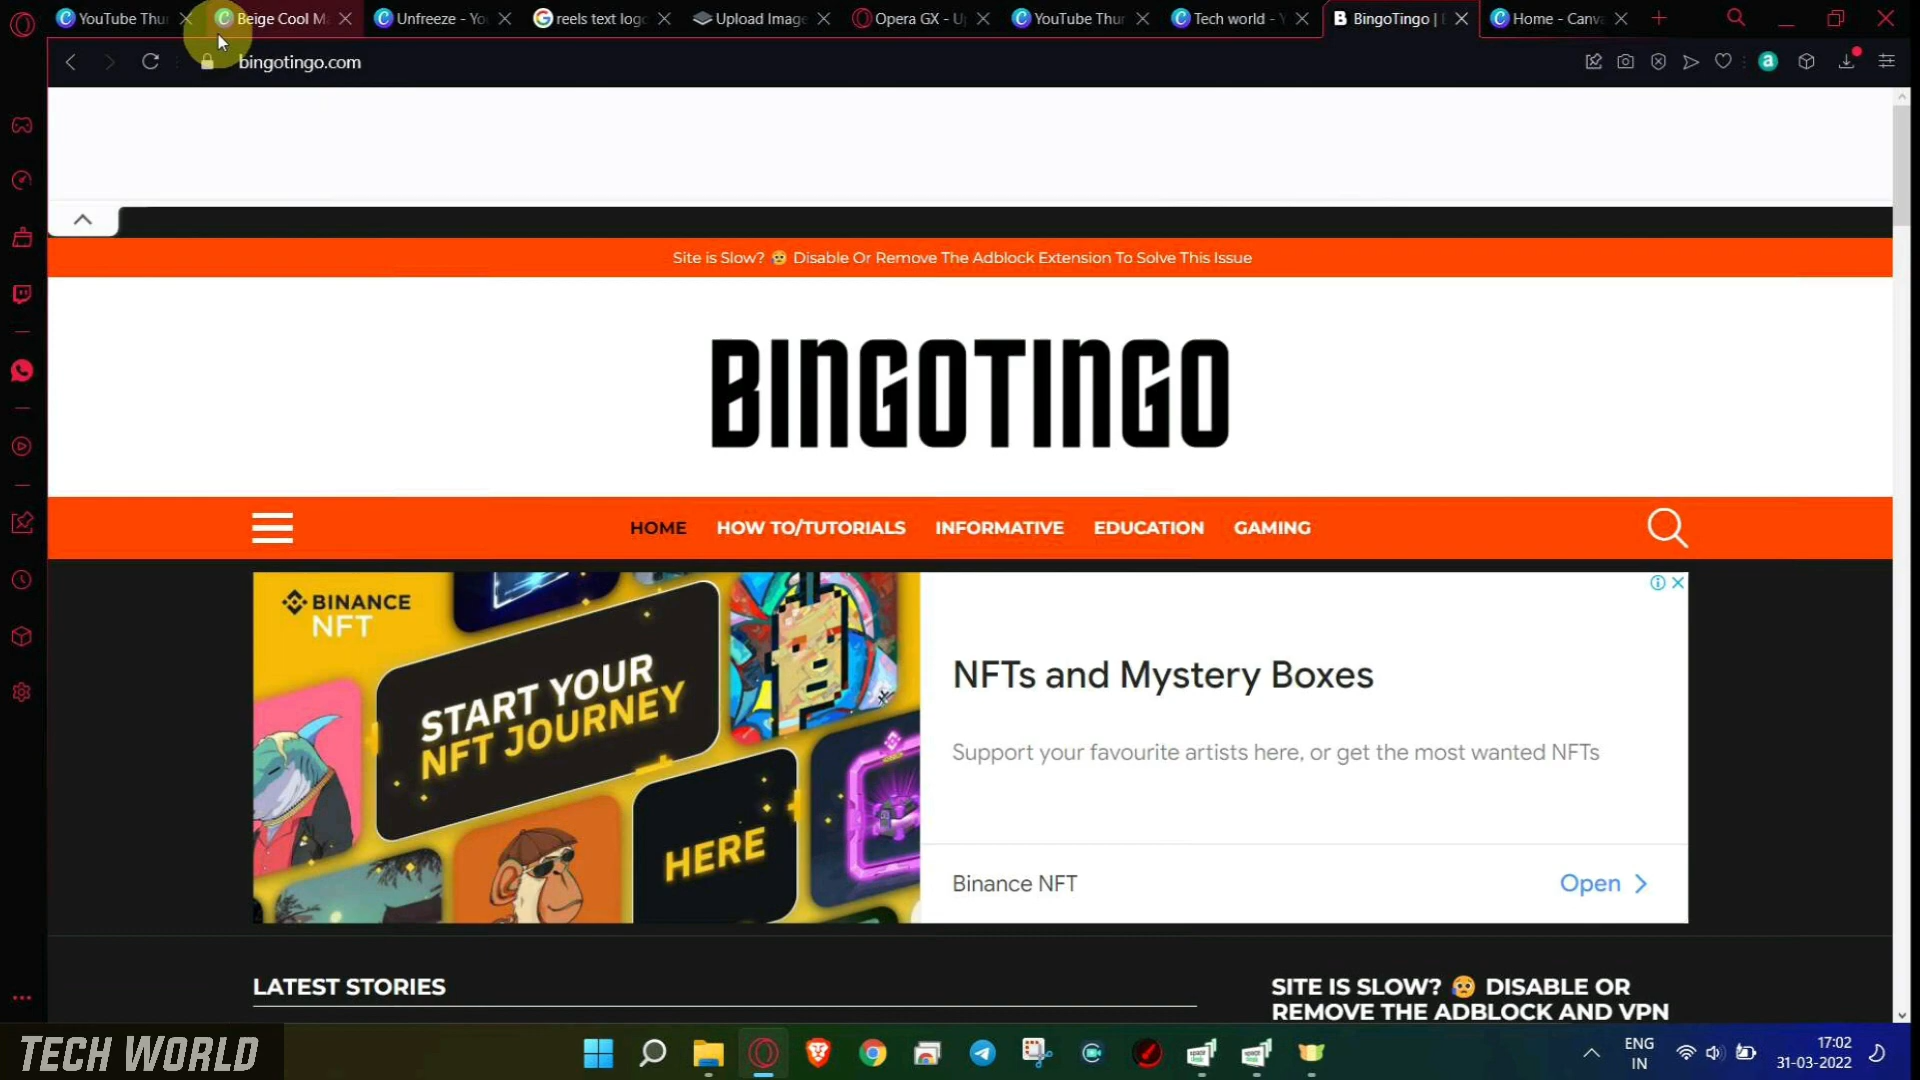 YouTube Thu
Beige Cool M
Unfreeze - Yo
reels text logo
Upload Image
Opera GX - U
YouTube Thu
Tech world - Y
BingoTingo |
Home - Canva
bingotingo.com
Site is Slow? 😥 Disable Or Remove The Adblock Extension To Solve This Issue
BINGOTINGO
HOME HOW TO/TUTORIALS INFORMATIVE EDUCATION GAMING
BINANCE
NFT
START YOUR
NFT JOURNEY
HERE
NFTs and Mystery Boxes
Support your favourite artists here, or get the most wanted NFTs
Binance NFT
Open
LATEST STORIES
SITE IS SLOW? 😥 DISABLE OR
REMOVE THE ADBLOCK AND VPN
TECH WORLD
ENG
IN
17:02
31-03-2022